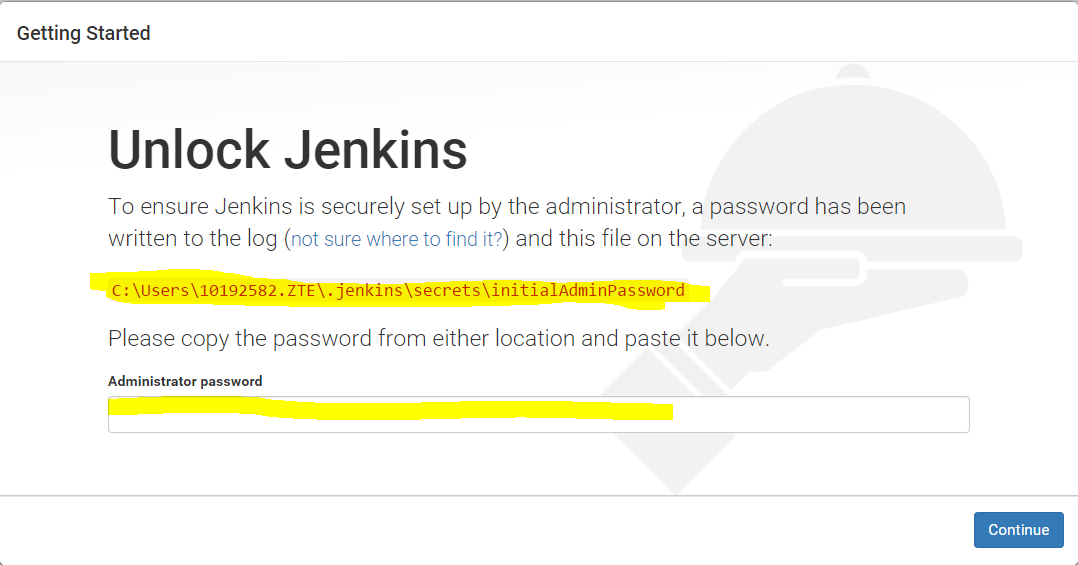 Getting Started
Unlock Jenkins
To ensure Jenkins is securely set up by the administrator, a password has been
written to the log (not sure where to find it?) and this file on the server:
C:\Users\10192582.ZTE\.jenkins\secrets\initialAdminPassword
Please copy the password from either location and paste it below.
Administrator password
Continue